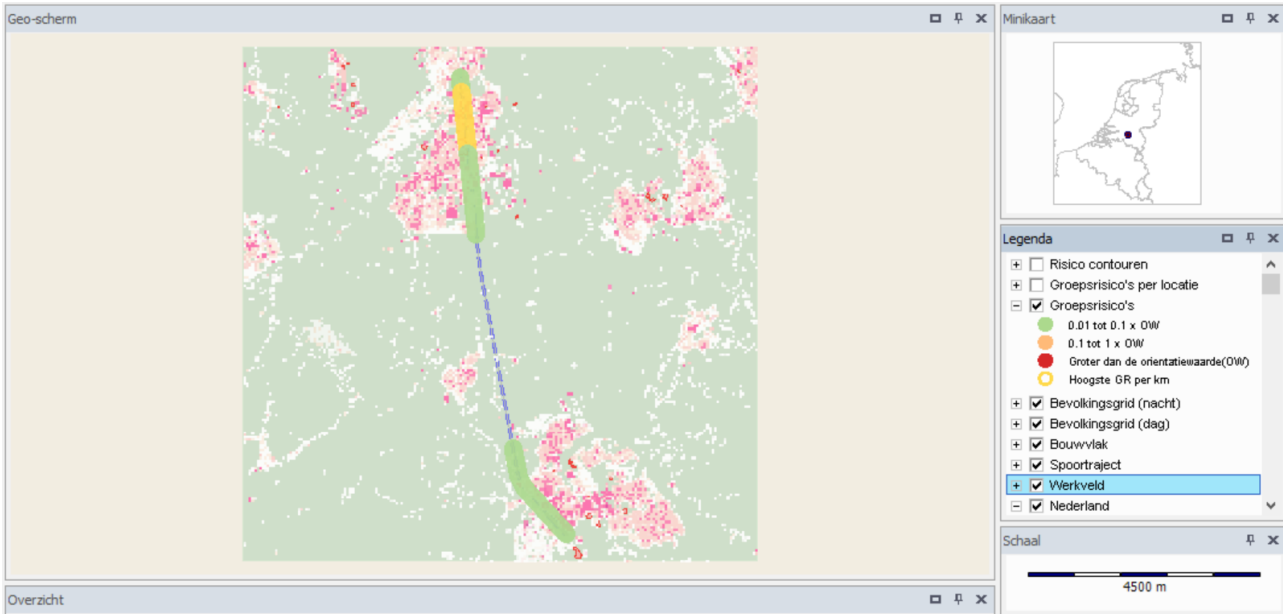 Geo-scherm
Minikaart
Legenda
Risico contouren
Groepsrisico's per locatie
Groepsrisico's
0.01 tot 0.1 x OW
0.1 tot 1 x OW
Groter dan de orientatiewaarde(OW)
Hoogste GR per km
Bevolkingsgrid (nacht)
Bevolkingsgrid (dag)
Bouwvlak
Spoortraject
Werkveld
Nederland
Schaal
4500 m
Overzicht